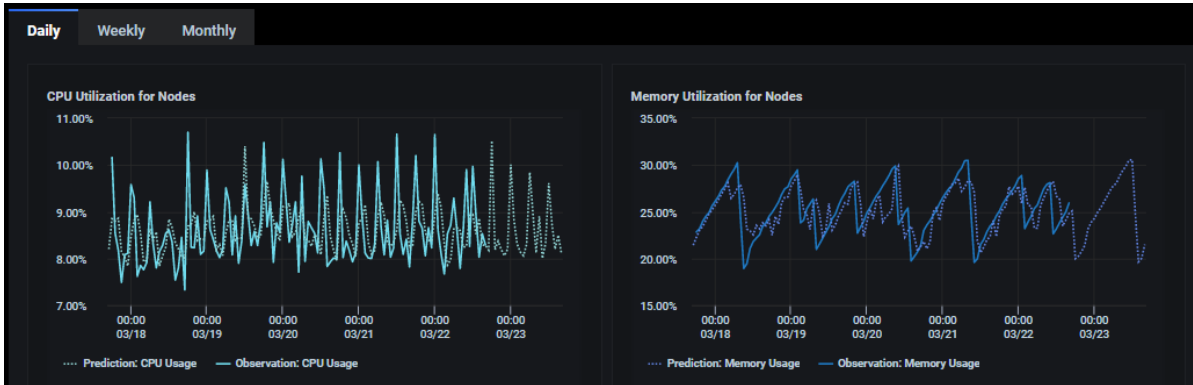 Daily Weekly Monthly
CPU Utilization for Nodes
11.00%
10.00%
9.00%
8.00%
7.00%
00:00 00:00 00:00 00:00 00:00 00:00
03/18 03/19 03/20 03/21 03/22 03/23
Prediction: CPU Usage Observation: CPU Usage
Memory Utilization for Nodes
35.00%
30.00%
25.00%
20.00%
15.00%
00:00 00:00 00:00 00:00 00:00 00:00
03/18 03/19 03/20 03/21 03/22 03/23
Prediction: Memory Usage Observation: Memory Usage